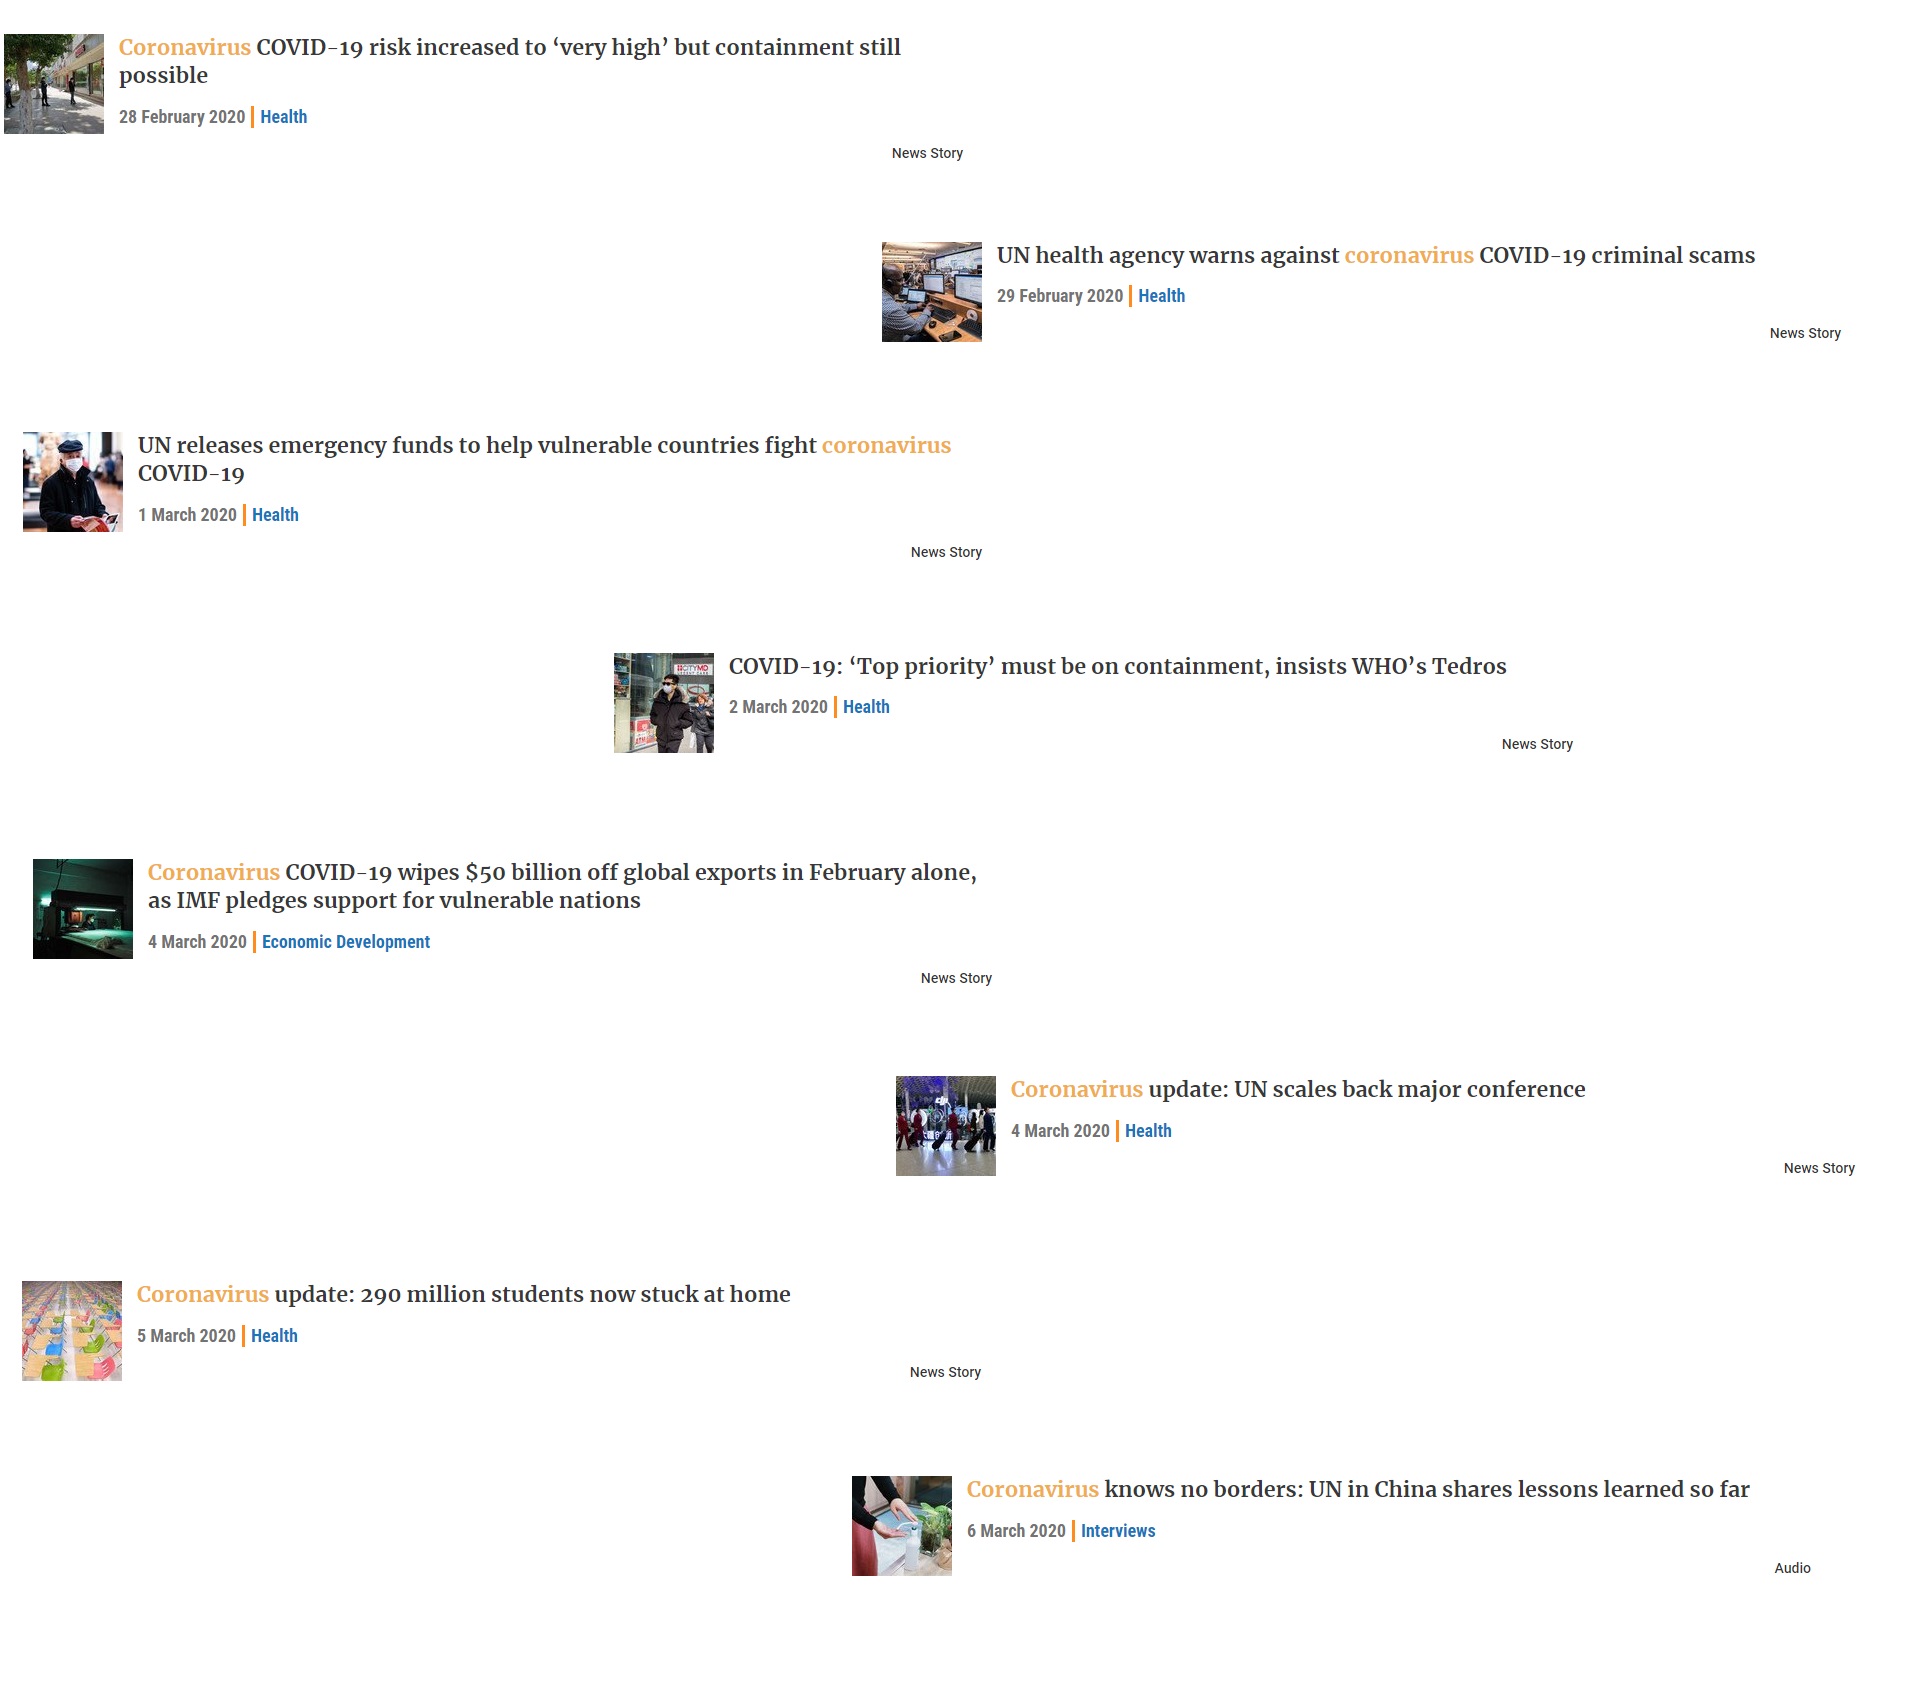 Coronavirus COVID-19 risk increased to ‘very high’ but containment still
possible
28 February 2020 | Health
News Story
UN health agency warns against coronavirus COVID-19 criminal scams
29 February 2020 | Health
News Story
UN releases emergency funds to help vulnerable countries fight coronavirus
COVID-19
1 March 2020 | Health
News Story
CITYMD
COVID-19: ‘Top priority’ must be on containment, insists WHO’s Tedros
2 March 2020 | Health
ATM
News Story
Coronavirus COVID-19 wipes $50 billion off global exports in February alone,
as IMF pledges support for vulnerable nations
4 March 2020 | Economic Development
News Story
dji
Coronavirus update: UN scales back major conference
4 March 2020 | Health
News Story
Coronavirus update: 290 million students now stuck at home
5 March 2020 | Health
News Story
Coronavirus knows no borders: UN in China shares lessons learned so far
6 March 2020 | Interviews
Audio